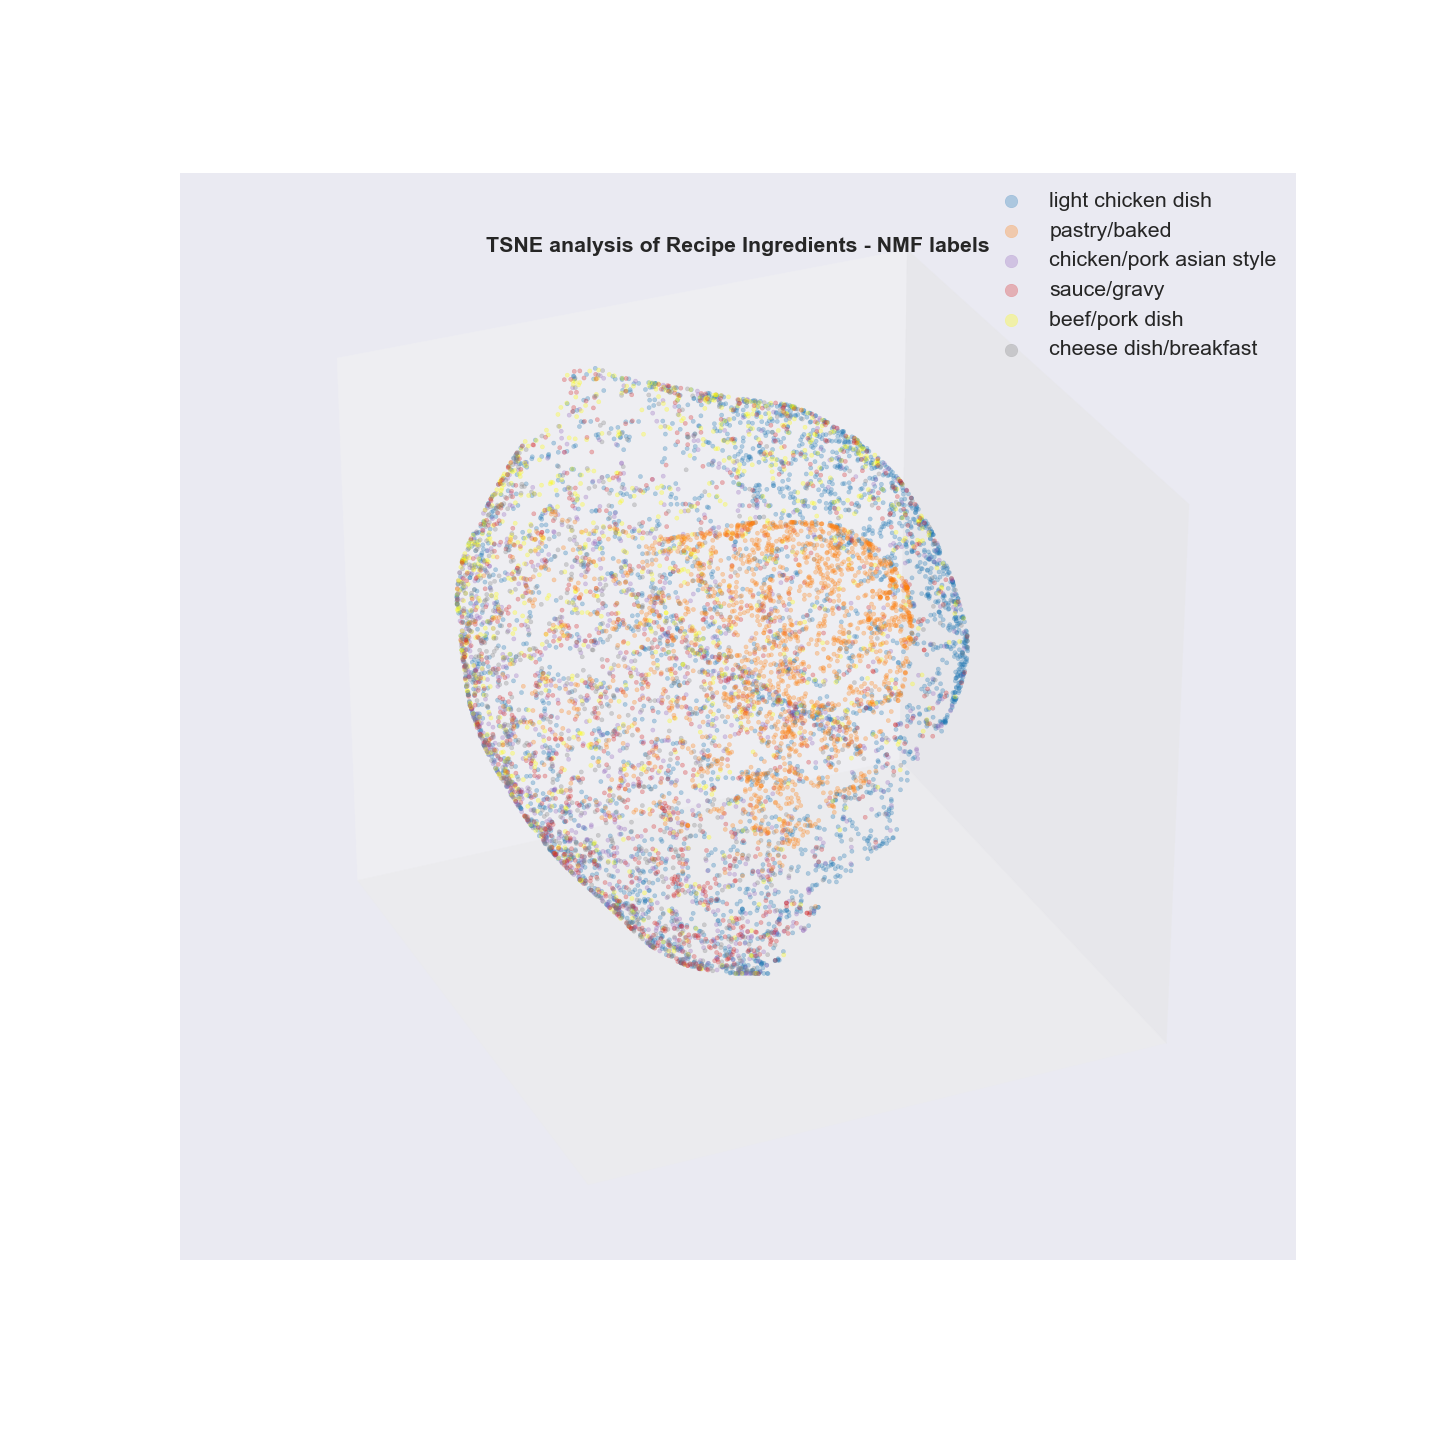 TSNE analysis of Recipe Ingredients - NMF labels
light chicken dish
pastry/baked
chicken/pork asian style
sauce/gravy
beef/pork dish
cheese dish/breakfast